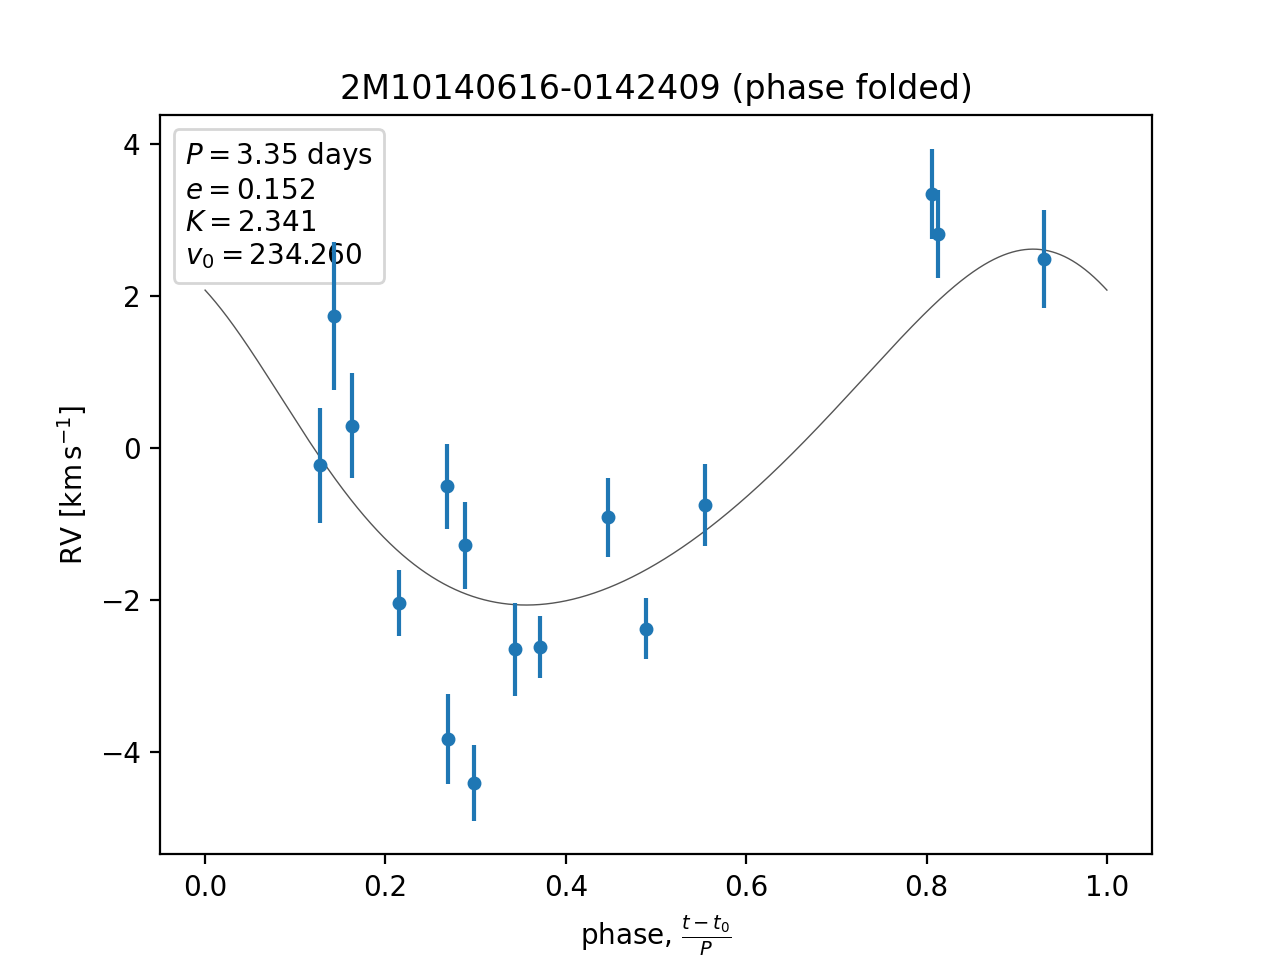 2M10140616-0142409 (phase folded)
P = 3.35 days
e = 0.152
K = 2.341
v₀ = 234.260
4
2
0
−2
−4
RV [km s⁻¹]
0.0 0.2 0.4 0.6 0.8 1.0
phase, (t − t₀)/P